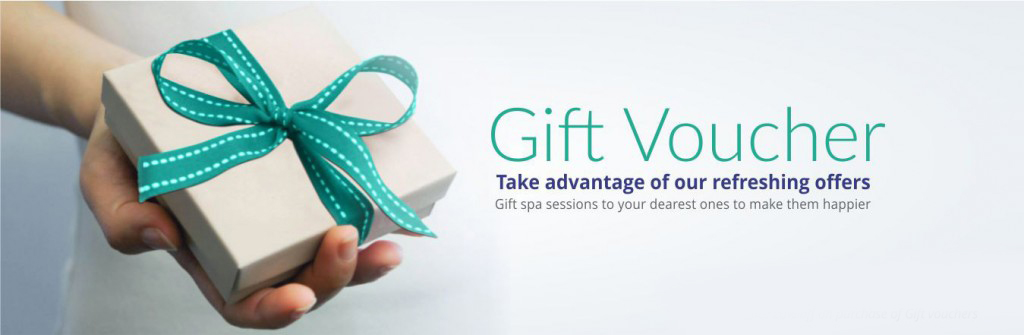 Gift Voucher
Take advantage of our refreshing offers
Gift spa sessions to your dearest ones to make them happier